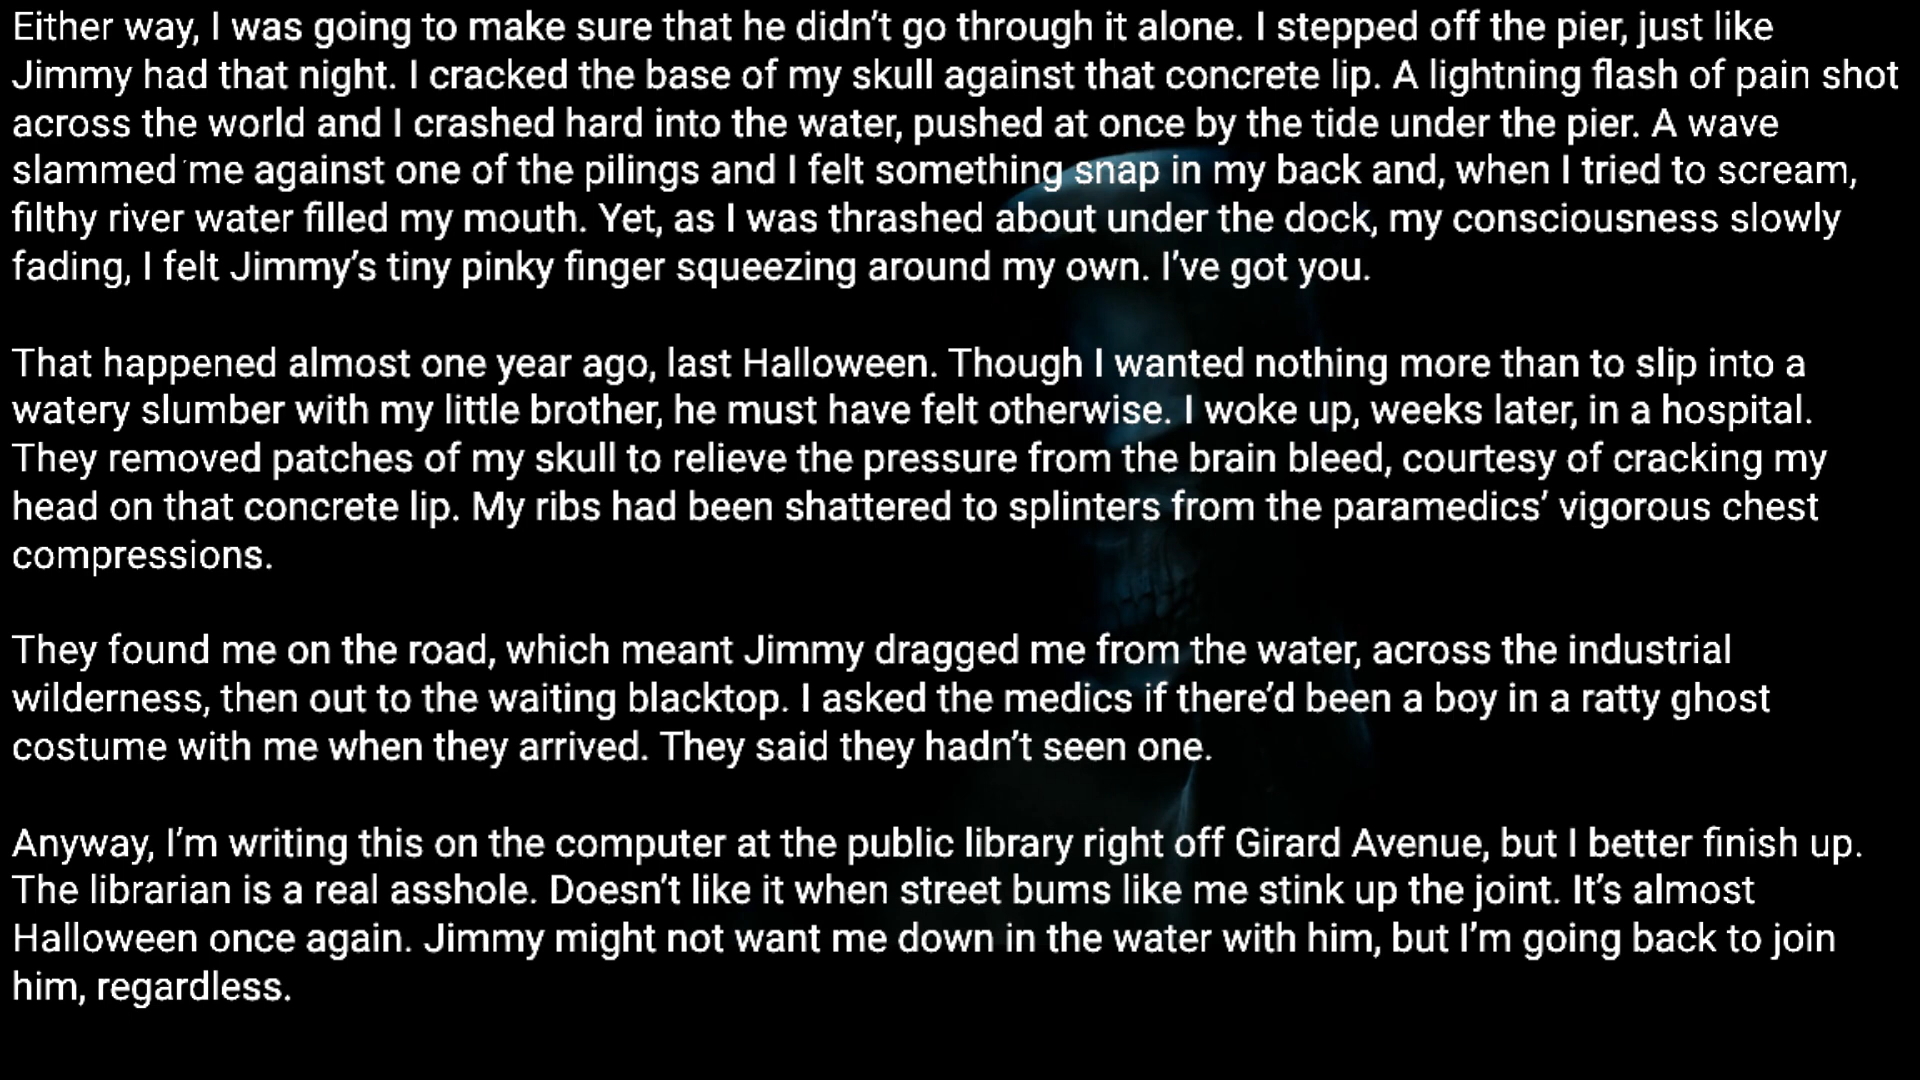 Either way, I was going to make sure that he didn’t go through it alone. I stepped off the pier, just like
Jimmy had that night. I cracked the base of my skull against that concrete lip. A lightning flash of pain shot
across the world and I crashed hard into the water, pushed at once by the tide under the pier. A wave
slammed me against one of the pilings and I felt something snap in my back and, when I tried to scream,
filthy river water filled my mouth. Yet, as I was thrashed about under the dock, my consciousness slowly
fading, I felt Jimmy’s tiny pinky finger squeezing around my own. I’ve got you.
That happened almost one year ago, last Halloween. Though I wanted nothing more than to slip into a
watery slumber with my little brother, he must have felt otherwise. I woke up, weeks later, in a hospital.
They removed patches of my skull to relieve the pressure from the brain bleed, courtesy of cracking my
head on that concrete lip. My ribs had been shattered to splinters from the paramedics’ vigorous chest
compressions.
They found me on the road, which meant Jimmy dragged me from the water, across the industrial
wilderness, then out to the waiting blacktop. I asked the medics if there’d been a boy in a ratty ghost
costume with me when they arrived. They said they hadn’t seen one.
Anyway, I’m writing this on the computer at the public library right off Girard Avenue, but I better finish up.
The librarian is a real asshole. Doesn’t like it when street bums like me stink up the joint. It’s almost
Halloween once again. Jimmy might not want me down in the water with him, but I’m going back to join
him, regardless.